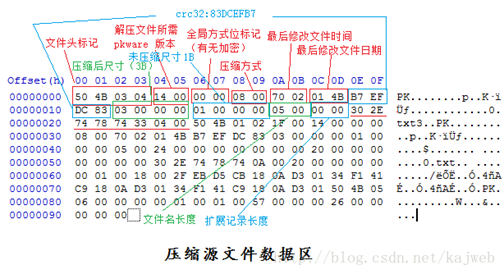 crc32:83DCEFB7
文件头标记
解压文件所需
pkware 版本
全局方式位标记
(有无加密)
最后修改文件时间
最后修改文件日期
压缩后尺寸(3B)
未压缩尺寸1B
压缩方式
Offset(h) 00 01 02 03 04 05 06 07 08 09 0A 0B 0C 0D 0E 0F
00000000 50 4B 03 04 14 00 00 00 08 00 70 02 01 4B B7 EF PK........p..K·ï
00000010 DC 83 03 00 00 00 01 00 00 00 05 00 00 00 30 2E Üƒ............0.
00000020 74 78 74 33 04 00 50 4B 01 02 1F 00 14 00 00 00 txt3..PK........
00000030 08 00 70 02 01 4B B7 EF DC 83 03 00 00 00 01 00 ..p..K·ïÜƒ......
00000040 00 00 05 00 24 00 00 00 00 00 00 00 20 00 00 00 ....$....... ...
00000050 00 00 00 00 30 2E 74 78 74 0A 00 20 00 00 00 00 ....0.txt.. ....
00000060 00 01 00 18 00 2F EB D5 CB 18 0A D3 01 34 F1 41 ...../ëÕË..Ó.4ñA
00000070 C9 18 0A D3 01 34 F1 41 C9 18 0A D3 01 50 4B 05 É..Ó.4ñAÉ..Ó.PK.
00000080 06 00 00 00 00 01 00 01 00 57 00 00 00 26 00 00 .........W...&..
00000090 00 00 00 ...
文件名长度
扩展记录长度
压缩源文件数据区
http://blog.csdn.net/kajweb